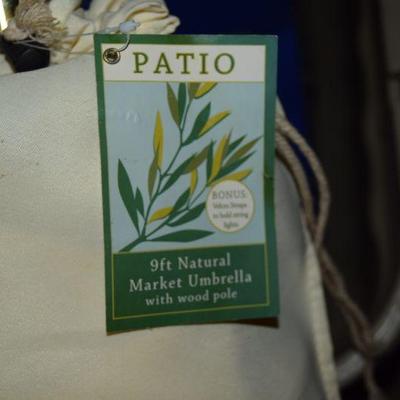 PATIO
BONUS:
Velcro Straps
to hold string
lights
9ft Natural
Market Umbrella
with wood pole